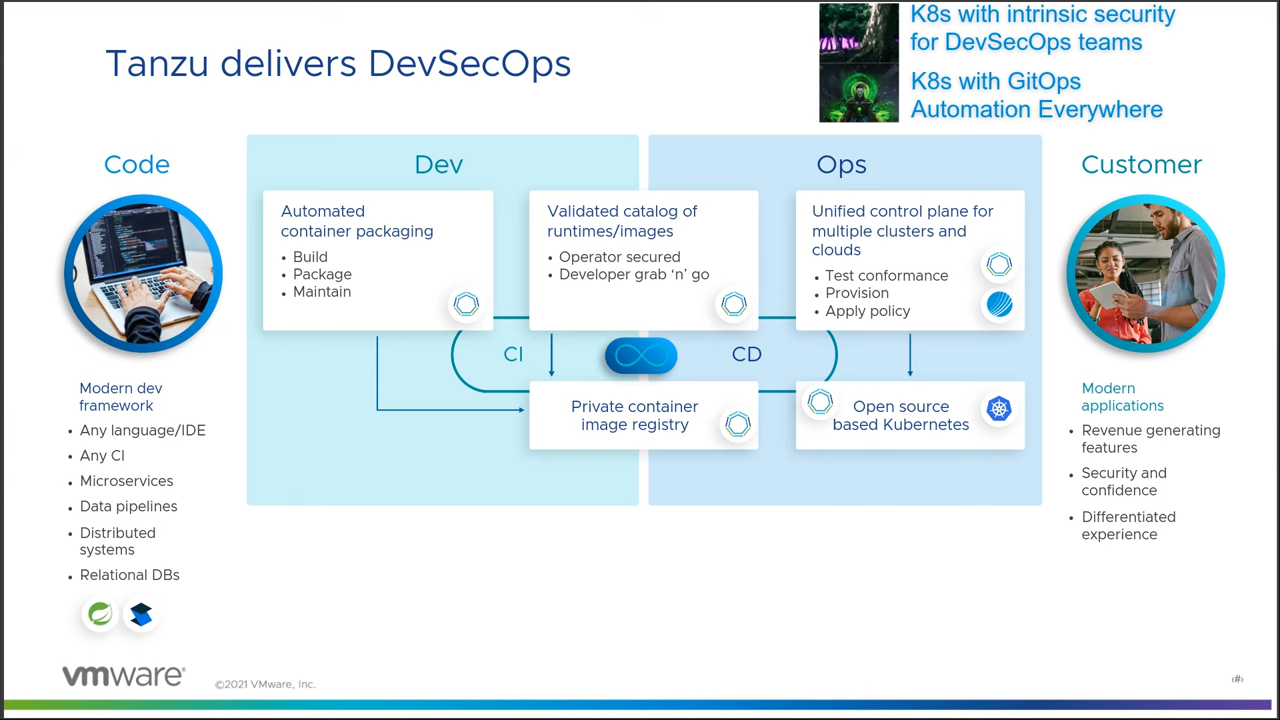 K8s with intrinsic security
for DevSecOps teams
K8s with GitOps
Automation Everywhere
Tanzu delivers DevSecOps
Code
Modern dev
framework
• Any language/IDE
• Any CI
• Microservices
• Data pipelines
• Distributed
systems
• Relational DBs
Dev
Automated
container packaging
• Build
• Package
• Maintain
Validated catalog of
runtimes/images
• Operator secured
• Developer grab ‘n’ go
Ops
Unified control plane for
multiple clusters and
clouds
• Test conformance
• Provision
• Apply policy
CI
CD
Private container
image registry
Open source
based Kubernetes
Customer
Modern
applications
• Revenue generating
features
• Security and
confidence
• Differentiated
experience
vmware®
©2021 VMware, Inc.
‹#›